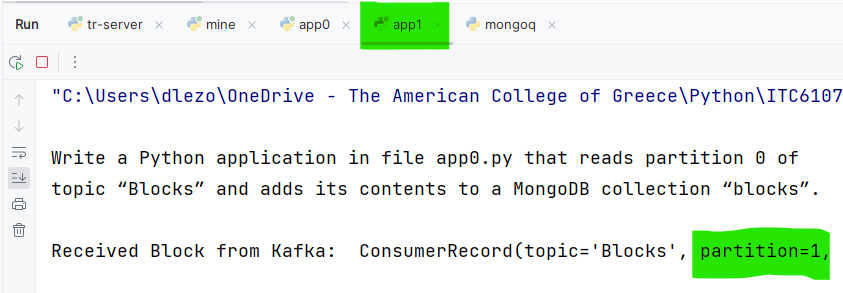 Run tr-server mine app0 app1 mongoq
"C:\Users\dlezo\OneDrive - The American College of Greece\Python\ITC6107
Write a Python application in file app0.py that reads partition 0 of
topic “Blocks” and adds its contents to a MongoDB collection “blocks”.
Received Block from Kafka:  ConsumerRecord(topic='Blocks', partition=1,